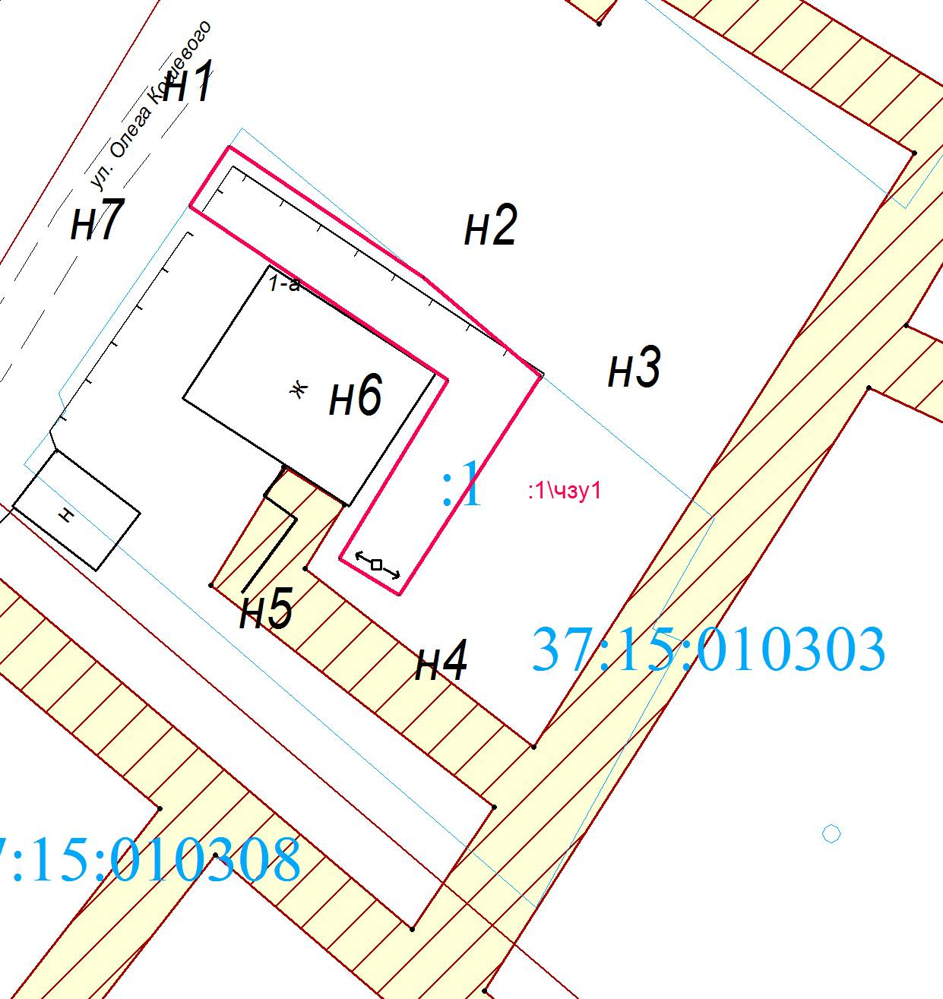 ул. Олега Кошевого
н1
н7
н2
1-а
ж
н6
н3
:1
:1\чзу1
н
н5
н4
37:15:010303
7:15:010308